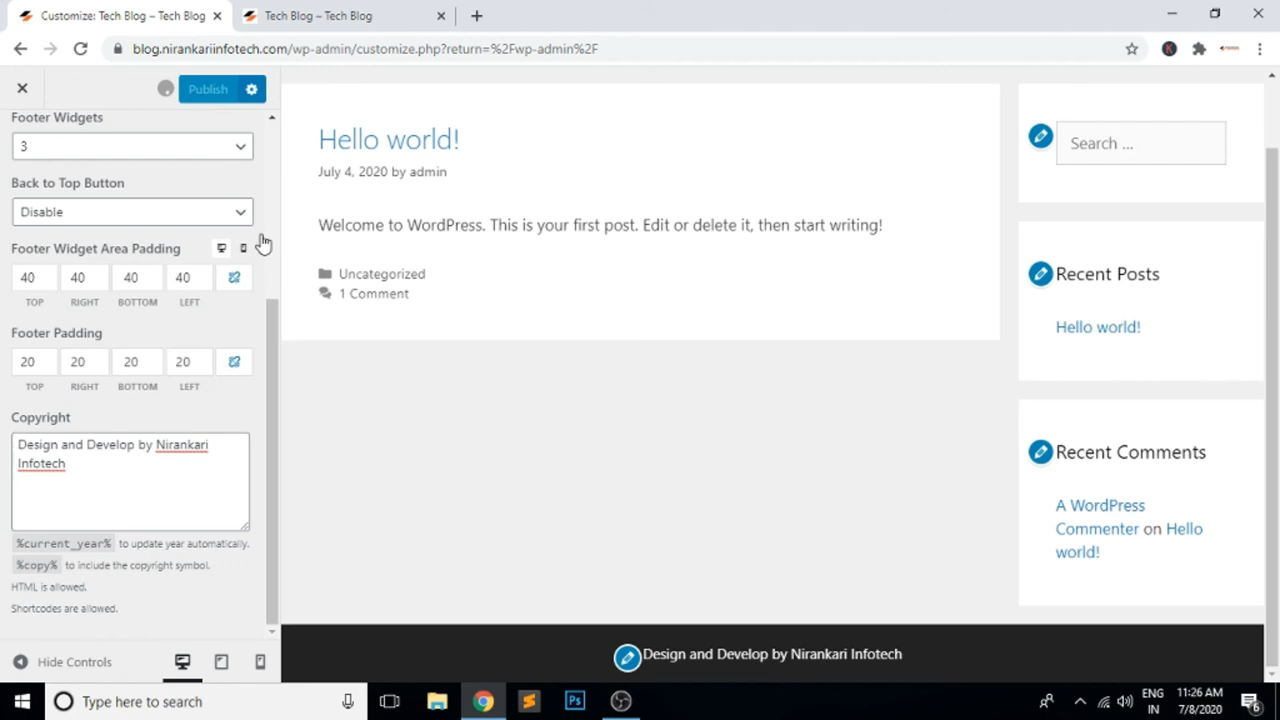 Customize: Tech Blog – Tech Blog
Tech Blog – Tech Blog
blog.nirankariinfotech.com/wp-admin/customize.php?return=%2Fwp-admin%2F
Publish
Footer Widgets
3
Back to Top Button
Disable
Footer Widget Area Padding
40 40 40 40
TOP RIGHT BOTTOM LEFT
Footer Padding
20 20 20 20
TOP RIGHT BOTTOM LEFT
Copyright
Design and Develop by Nirankari
Infotech
%current_year% to update year automatically.
%copy% to include the copyright symbol.
HTML is allowed.
Shortcodes are allowed.
Hide Controls
Hello world!
July 4, 2020 by admin
Welcome to WordPress. This is your first post. Edit or delete it, then start writing!
Uncategorized
1 Comment
Search ...
Recent Posts
Hello world!
Recent Comments
A WordPress
Commenter on Hello
world!
Design and Develop by Nirankari Infotech
Type here to search
Ps
ENG
IN
11:26 AM
7/8/2020
6